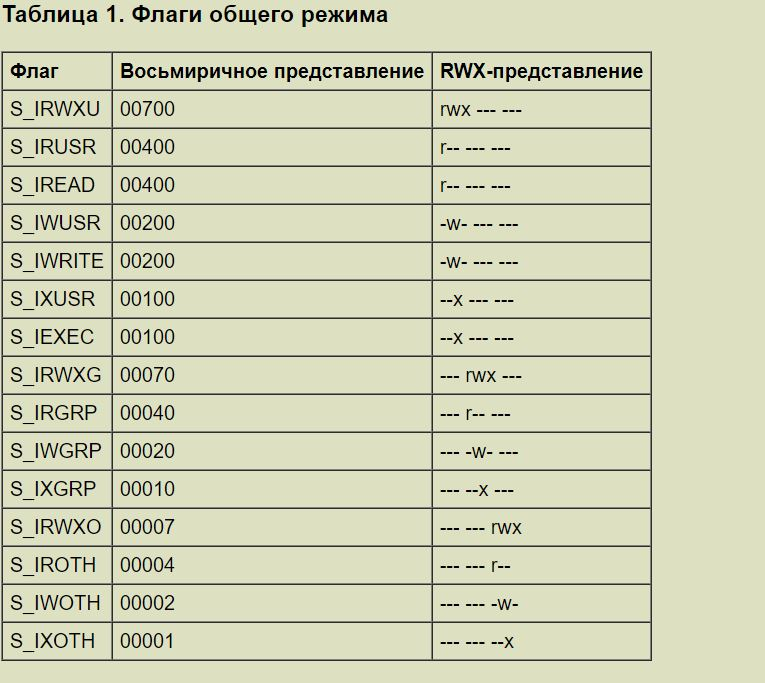 Таблица 1. Флаги общего режима
Флаг Восьмиричное представление RWX-представление
S_IRWXU 00700 rwx --- ---
S_IRUSR 00400 r-- --- ---
S_IREAD 00400 r-- --- ---
S_IWUSR 00200 -w- --- ---
S_IWRITE 00200 -w- --- ---
S_IXUSR 00100 --x --- ---
S_IEXEC 00100 --x --- ---
S_IRWXG 00070 --- rwx ---
S_IRGRP 00040 --- r-- ---
S_IWGRP 00020 --- -w- ---
S_IXGRP 00010 --- --x ---
S_IRWXO 00007 --- --- rwx
S_IROTH 00004 --- --- r--
S_IWOTH 00002 --- --- -w-
S_IXOTH 00001 --- --- --x